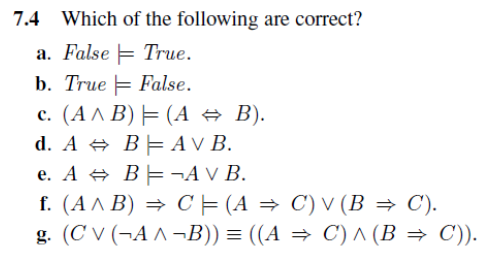 7.4 Which of the following are correct?
a. False ⊨ True.
b. True ⊨ False.
c. (A ∧ B) ⊨ (A ⇔ B).
d. A ⇔ B ⊨ A ∨ B.
e. A ⇔ B ⊨ ¬A ∨ B.
f. (A ∧ B) ⇒ C ⊨ (A ⇒ C) ∨ (B ⇒ C).
g. (C ∨ (¬A ∧ ¬B)) ≡ ((A ⇒ C) ∧ (B ⇒ C)).